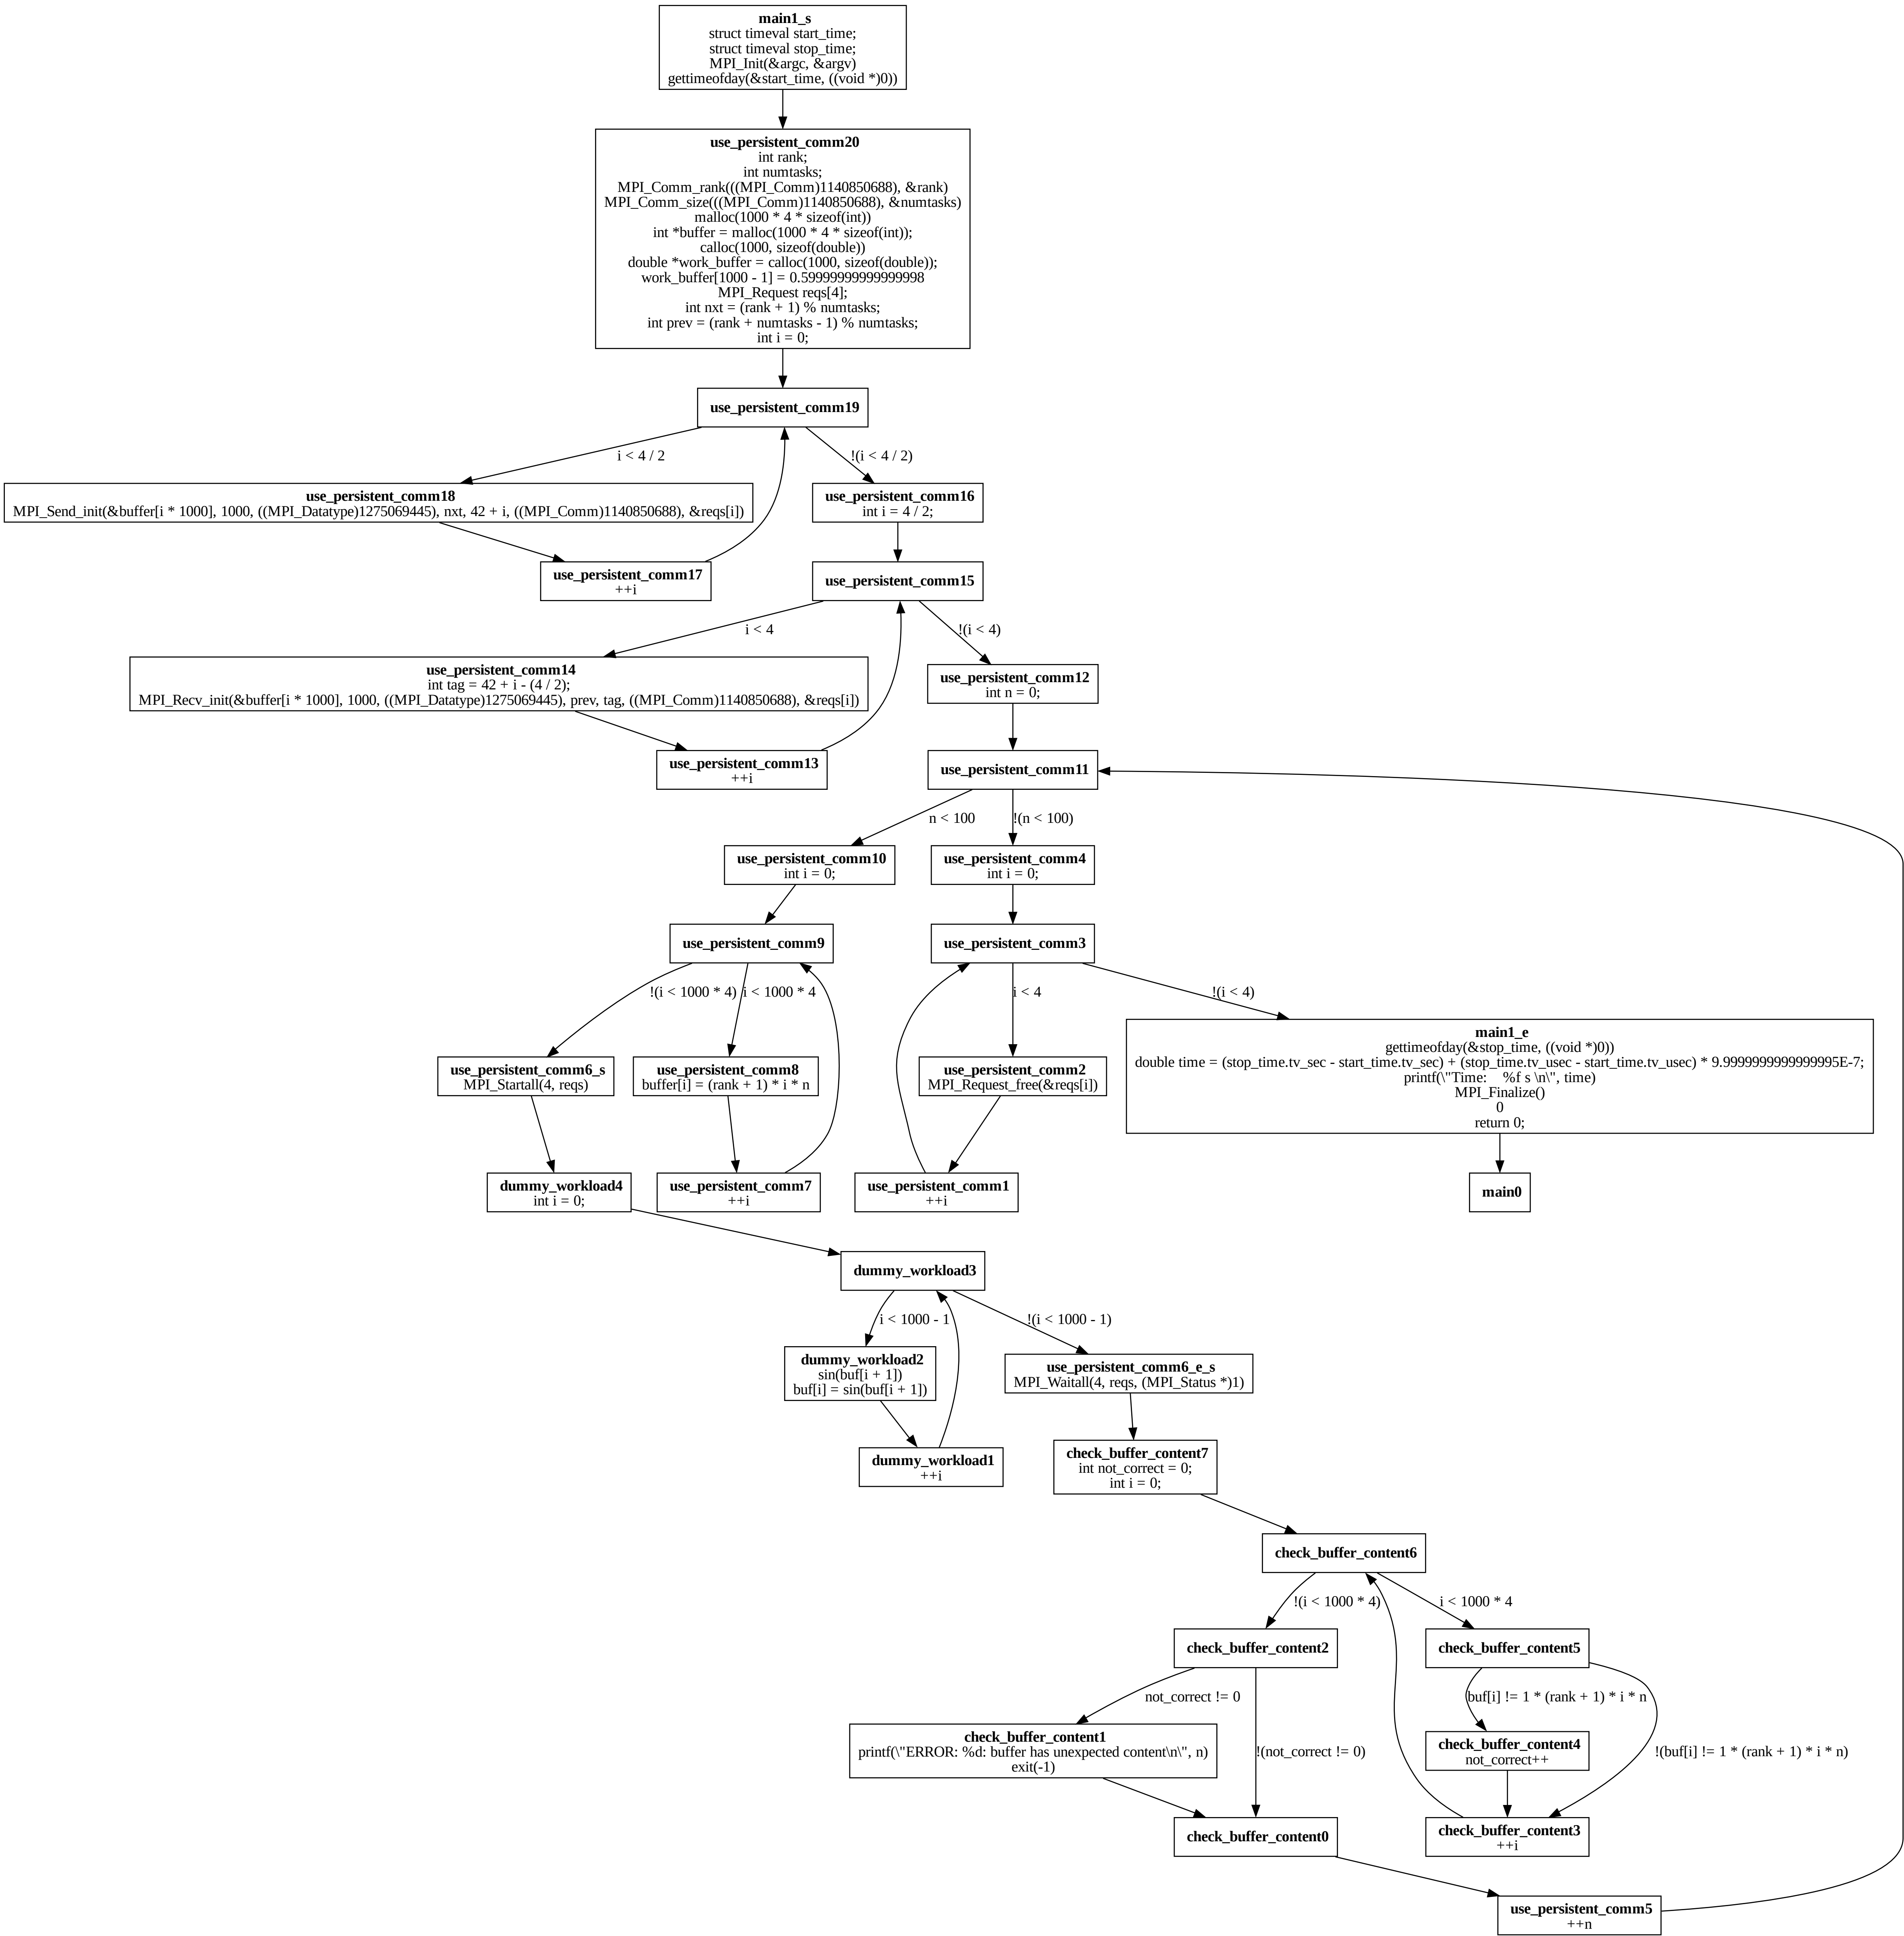 main1_s
struct timeval start_time;
struct timeval stop_time;
MPI_Init(&argc, &argv)
gettimeofday(&start_time, ((void *)0))
use_persistent_comm20
int rank;
int numtasks;
MPI_Comm_rank(((MPI_Comm)1140850688), &rank)
MPI_Comm_size(((MPI_Comm)1140850688), &numtasks)
malloc(1000 * 4 * sizeof(int))
int *buffer = malloc(1000 * 4 * sizeof(int));
calloc(1000, sizeof(double))
double *work_buffer = calloc(1000, sizeof(double));
work_buffer[1000 - 1] = 0.59999999999999998
MPI_Request reqs[4];
int nxt = (rank + 1) % numtasks;
int prev = (rank + numtasks - 1) % numtasks;
int i = 0;
use_persistent_comm19
i < 4 / 2
!(i < 4 / 2)
use_persistent_comm18
MPI_Send_init(&buffer[i * 1000], 1000, ((MPI_Datatype)1275069445), nxt, 42 + i, ((MPI_Comm)1140850688), &reqs[i])
use_persistent_comm16
int i = 4 / 2;
use_persistent_comm17
++i
use_persistent_comm15
i < 4
!(i < 4)
use_persistent_comm14
int tag = 42 + i - (4 / 2);
MPI_Recv_init(&buffer[i * 1000], 1000, ((MPI_Datatype)1275069445), prev, tag, ((MPI_Comm)1140850688), &reqs[i])
use_persistent_comm12
int n = 0;
use_persistent_comm13
++i
use_persistent_comm11
n < 100
!(n < 100)
use_persistent_comm10
int i = 0;
use_persistent_comm4
int i = 0;
use_persistent_comm9
use_persistent_comm3
!(i < 1000 * 4)
i < 1000 * 4
i < 4
!(i < 4)
use_persistent_comm6_s
MPI_Startall(4, reqs)
use_persistent_comm8
buffer[i] = (rank + 1) * i * n
use_persistent_comm2
MPI_Request_free(&reqs[i])
main1_e
gettimeofday(&stop_time, ((void *)0))
double time = (stop_time.tv_sec - start_time.tv_sec) + (stop_time.tv_usec - start_time.tv_usec) * 9.9999999999999995E-7;
printf(\"Time:    %f s \n\", time)
MPI_Finalize()
0
return 0;
dummy_workload4
int i = 0;
use_persistent_comm7
++i
use_persistent_comm1
++i
main0
dummy_workload3
i < 1000 - 1
!(i < 1000 - 1)
dummy_workload2
sin(buf[i + 1])
buf[i] = sin(buf[i + 1])
use_persistent_comm6_e_s
MPI_Waitall(4, reqs, (MPI_Status *)1)
dummy_workload1
++i
check_buffer_content7
int not_correct = 0;
int i = 0;
check_buffer_content6
!(i < 1000 * 4)
i < 1000 * 4
check_buffer_content2
check_buffer_content5
not_correct != 0
buf[i] != 1 * (rank + 1) * i * n
check_buffer_content1
printf(\"ERROR: %d: buffer has unexpected content\n\", n)
exit(-1)
!(not_correct != 0)
check_buffer_content4
not_correct++
!(buf[i] != 1 * (rank + 1) * i * n)
check_buffer_content0
check_buffer_content3
++i
use_persistent_comm5
++n